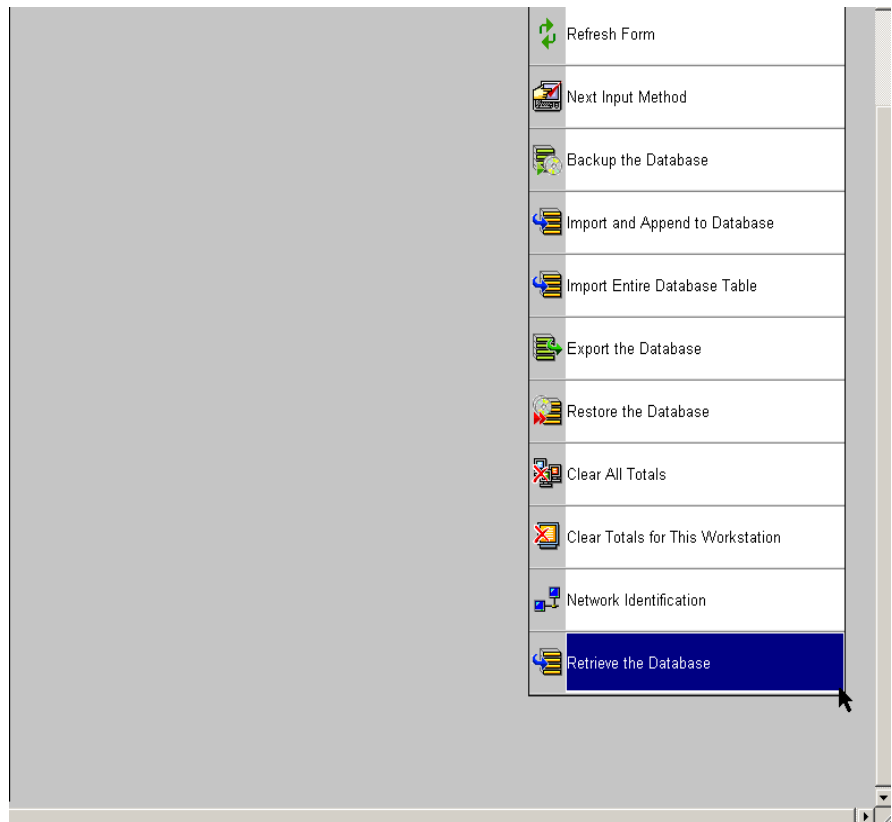 Refresh Form
Next Input Method
Backup the Database
Import and Append to Database
Import Entire Database Table
Export the Database
Restore the Database
Clear All Totals
Clear Totals for This Workstation
Network Identification
Retrieve the Database